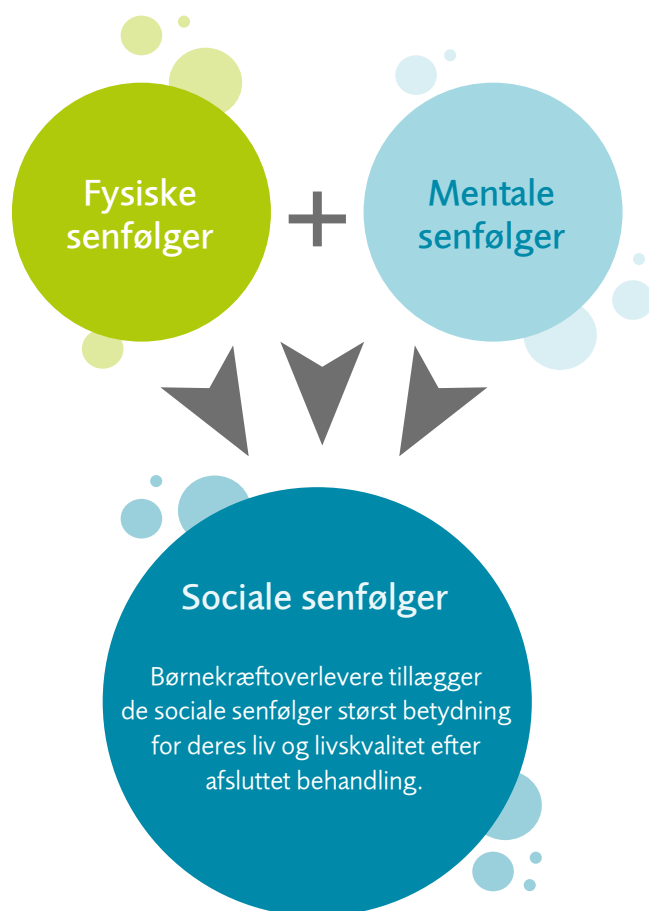 Fysiske
senfølger
+
Mentale
senfølger
Sociale senfølger
Børnekræftoverlevere tillægger
de sociale senfølger størst betydning
for deres liv og livskvalitet efter
afsluttet behandling.